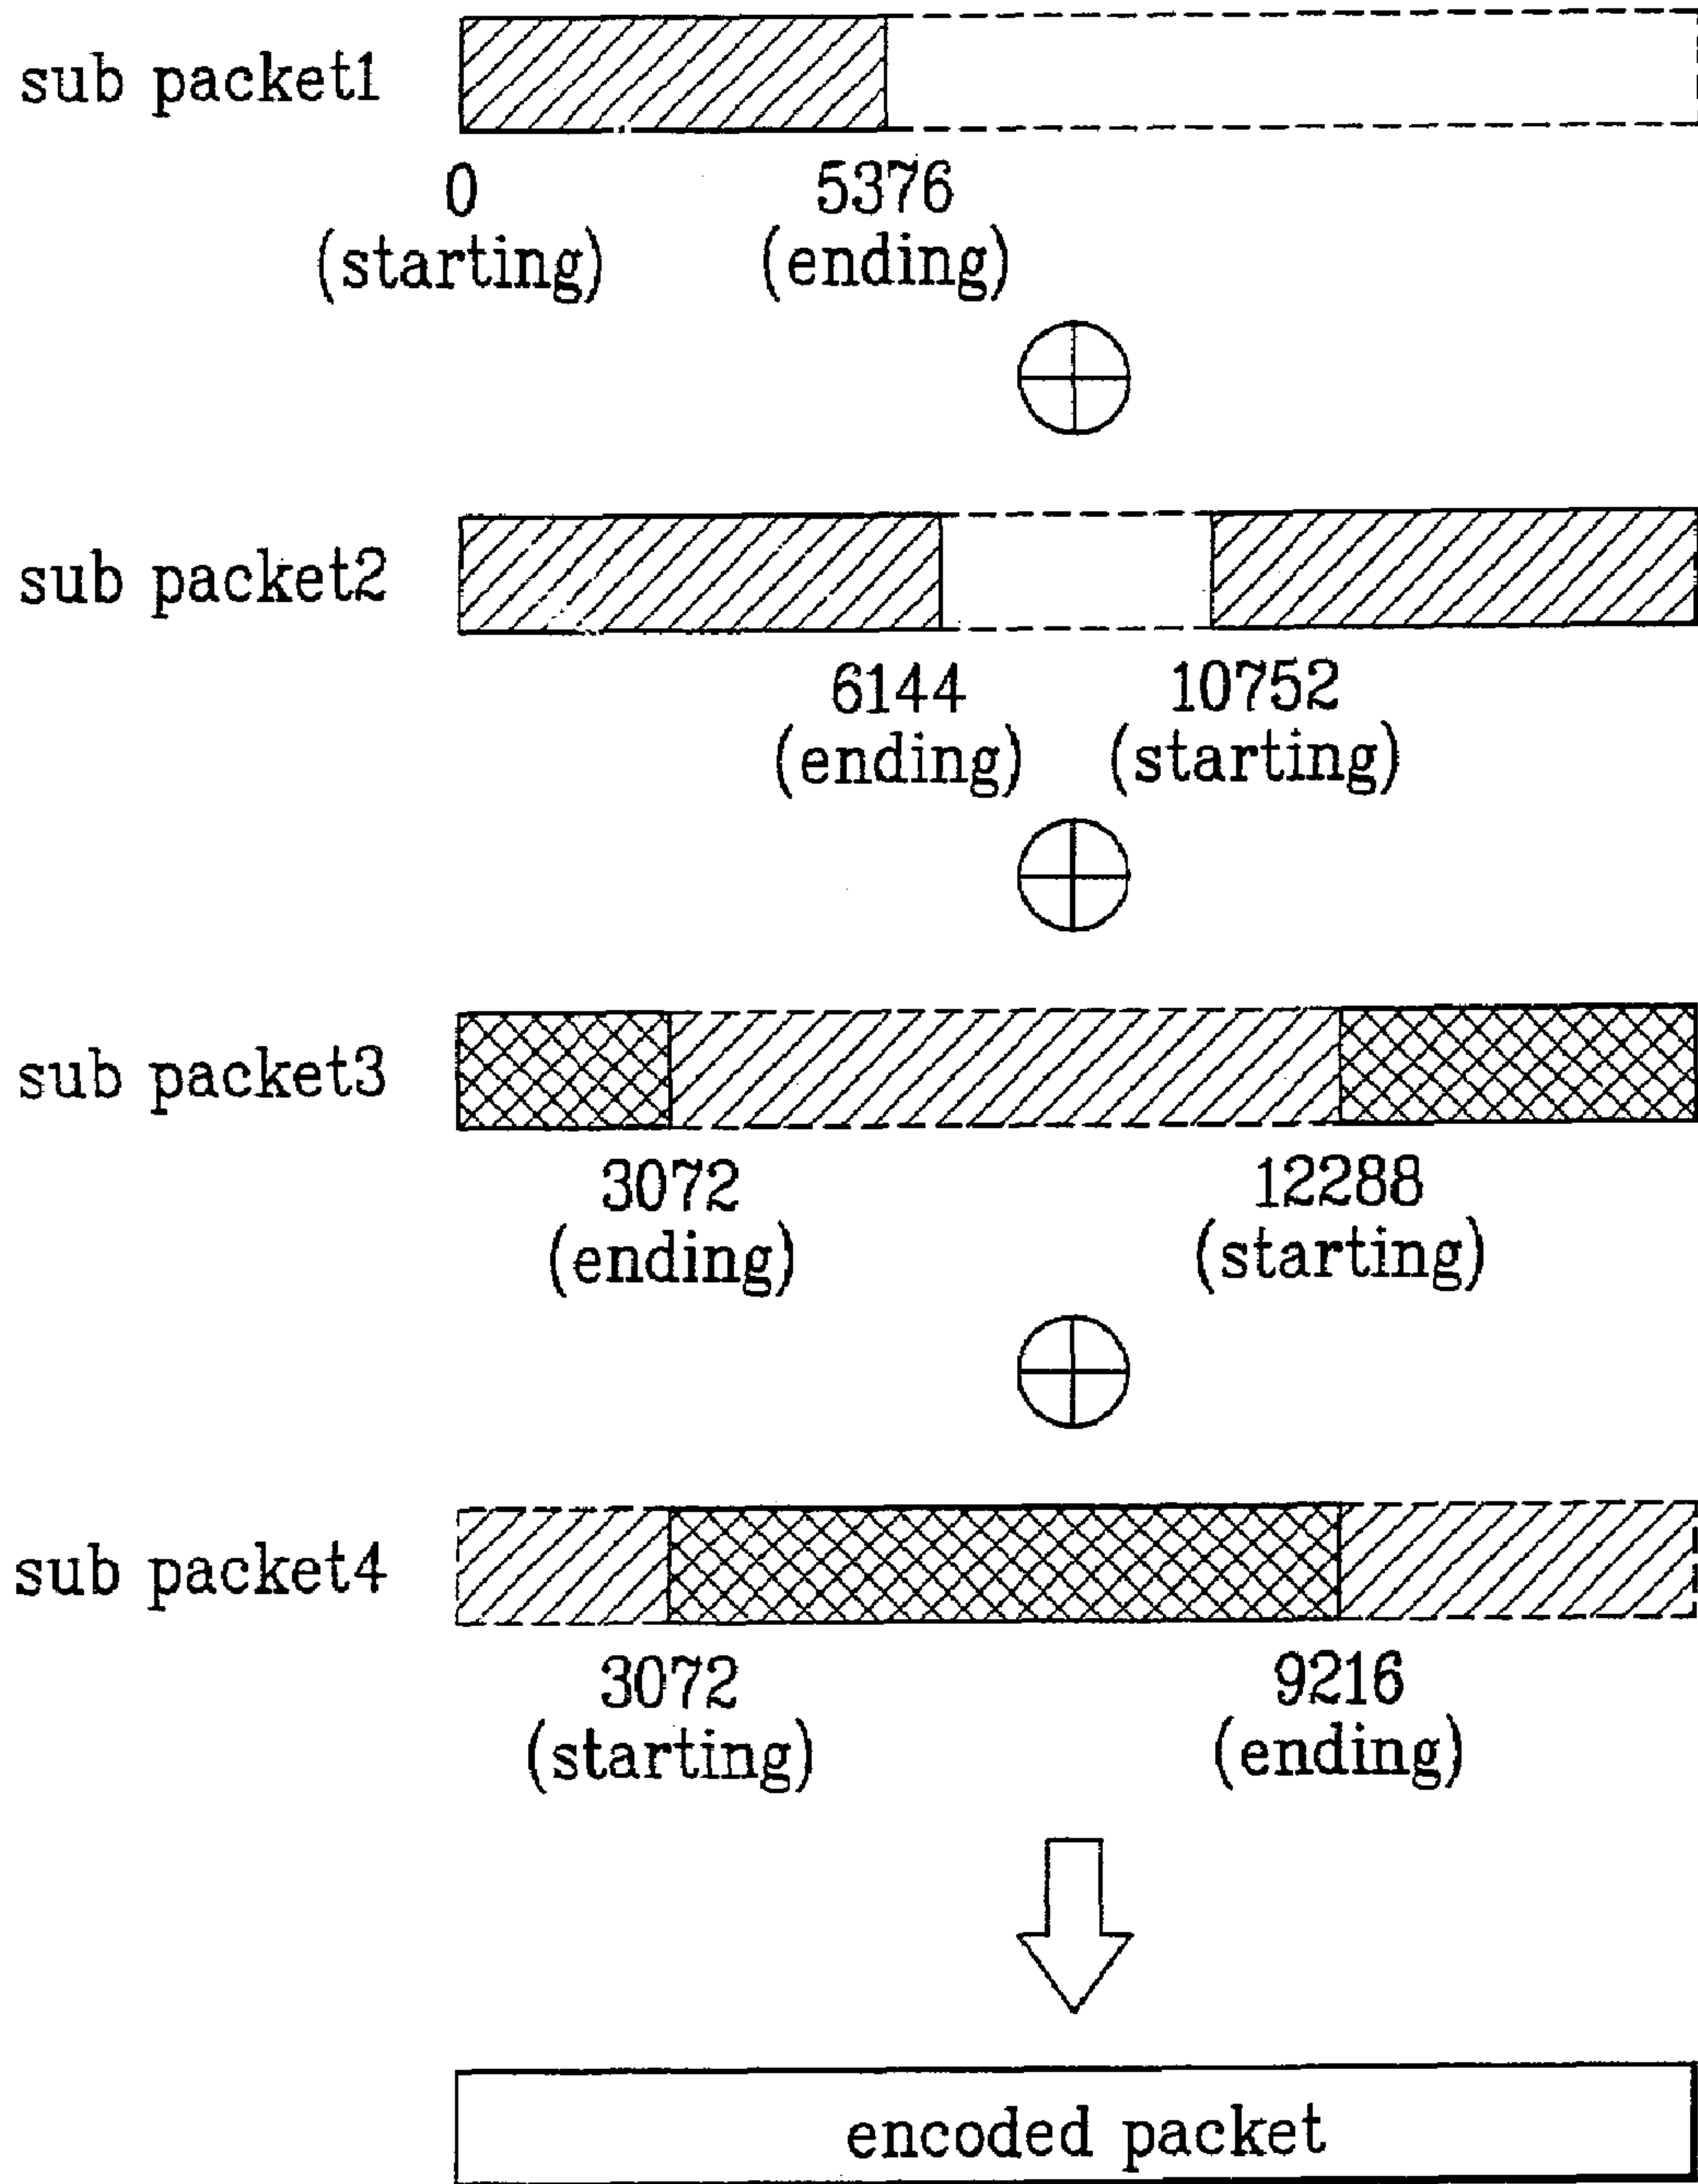 sub packet1
0 5376
(starting) (ending)
sub packet2
6144 10752
(ending) (starting)
sub packet3
3072 12288
(ending) (starting)
sub packet4
3072 9216
(starting) (ending)
encoded packet